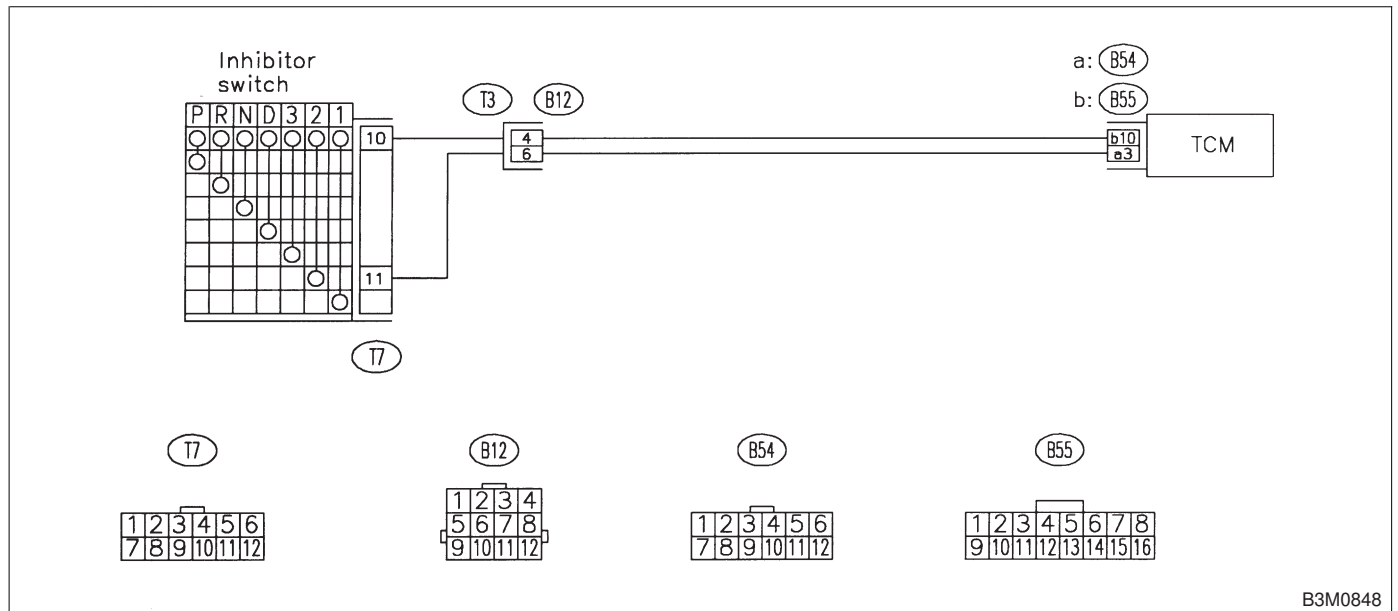 Inhibitor
switch
P R N D 3 2 1
10
11
T7
T3 B12
4
6
a: B54
b: B55
b10
a3
TCM
T7
1 2 3 4 5 6
7 8 9 10 11 12
B12
1 2 3 4
5 6 7 8
9 10 11 12
B54
1 2 3 4 5 6
7 8 9 10 11 12
B55
1 2 3 4 5 6 7 8
9 10 11 12 13 14 15 16
B3M0848